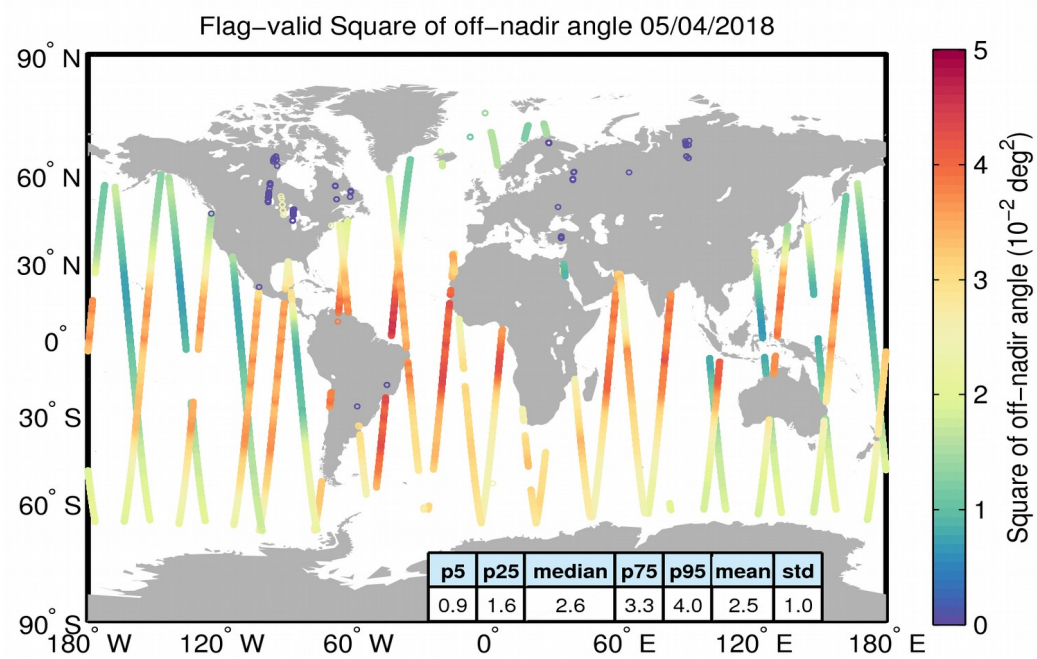 Flag−valid Square of off−nadir angle 05/04/2018
90° N
60° N
30° N
0°
30° S
60° S
90° S
180° W
120° W
60° W
0°
60° E
120° E
180° E
5
4
3
2
1
0
Square of off−nadir angle (10⁻² deg²)
p5 p25 median p75 p95 mean std
0.9 1.6 2.6 3.3 4.0 2.5 1.0